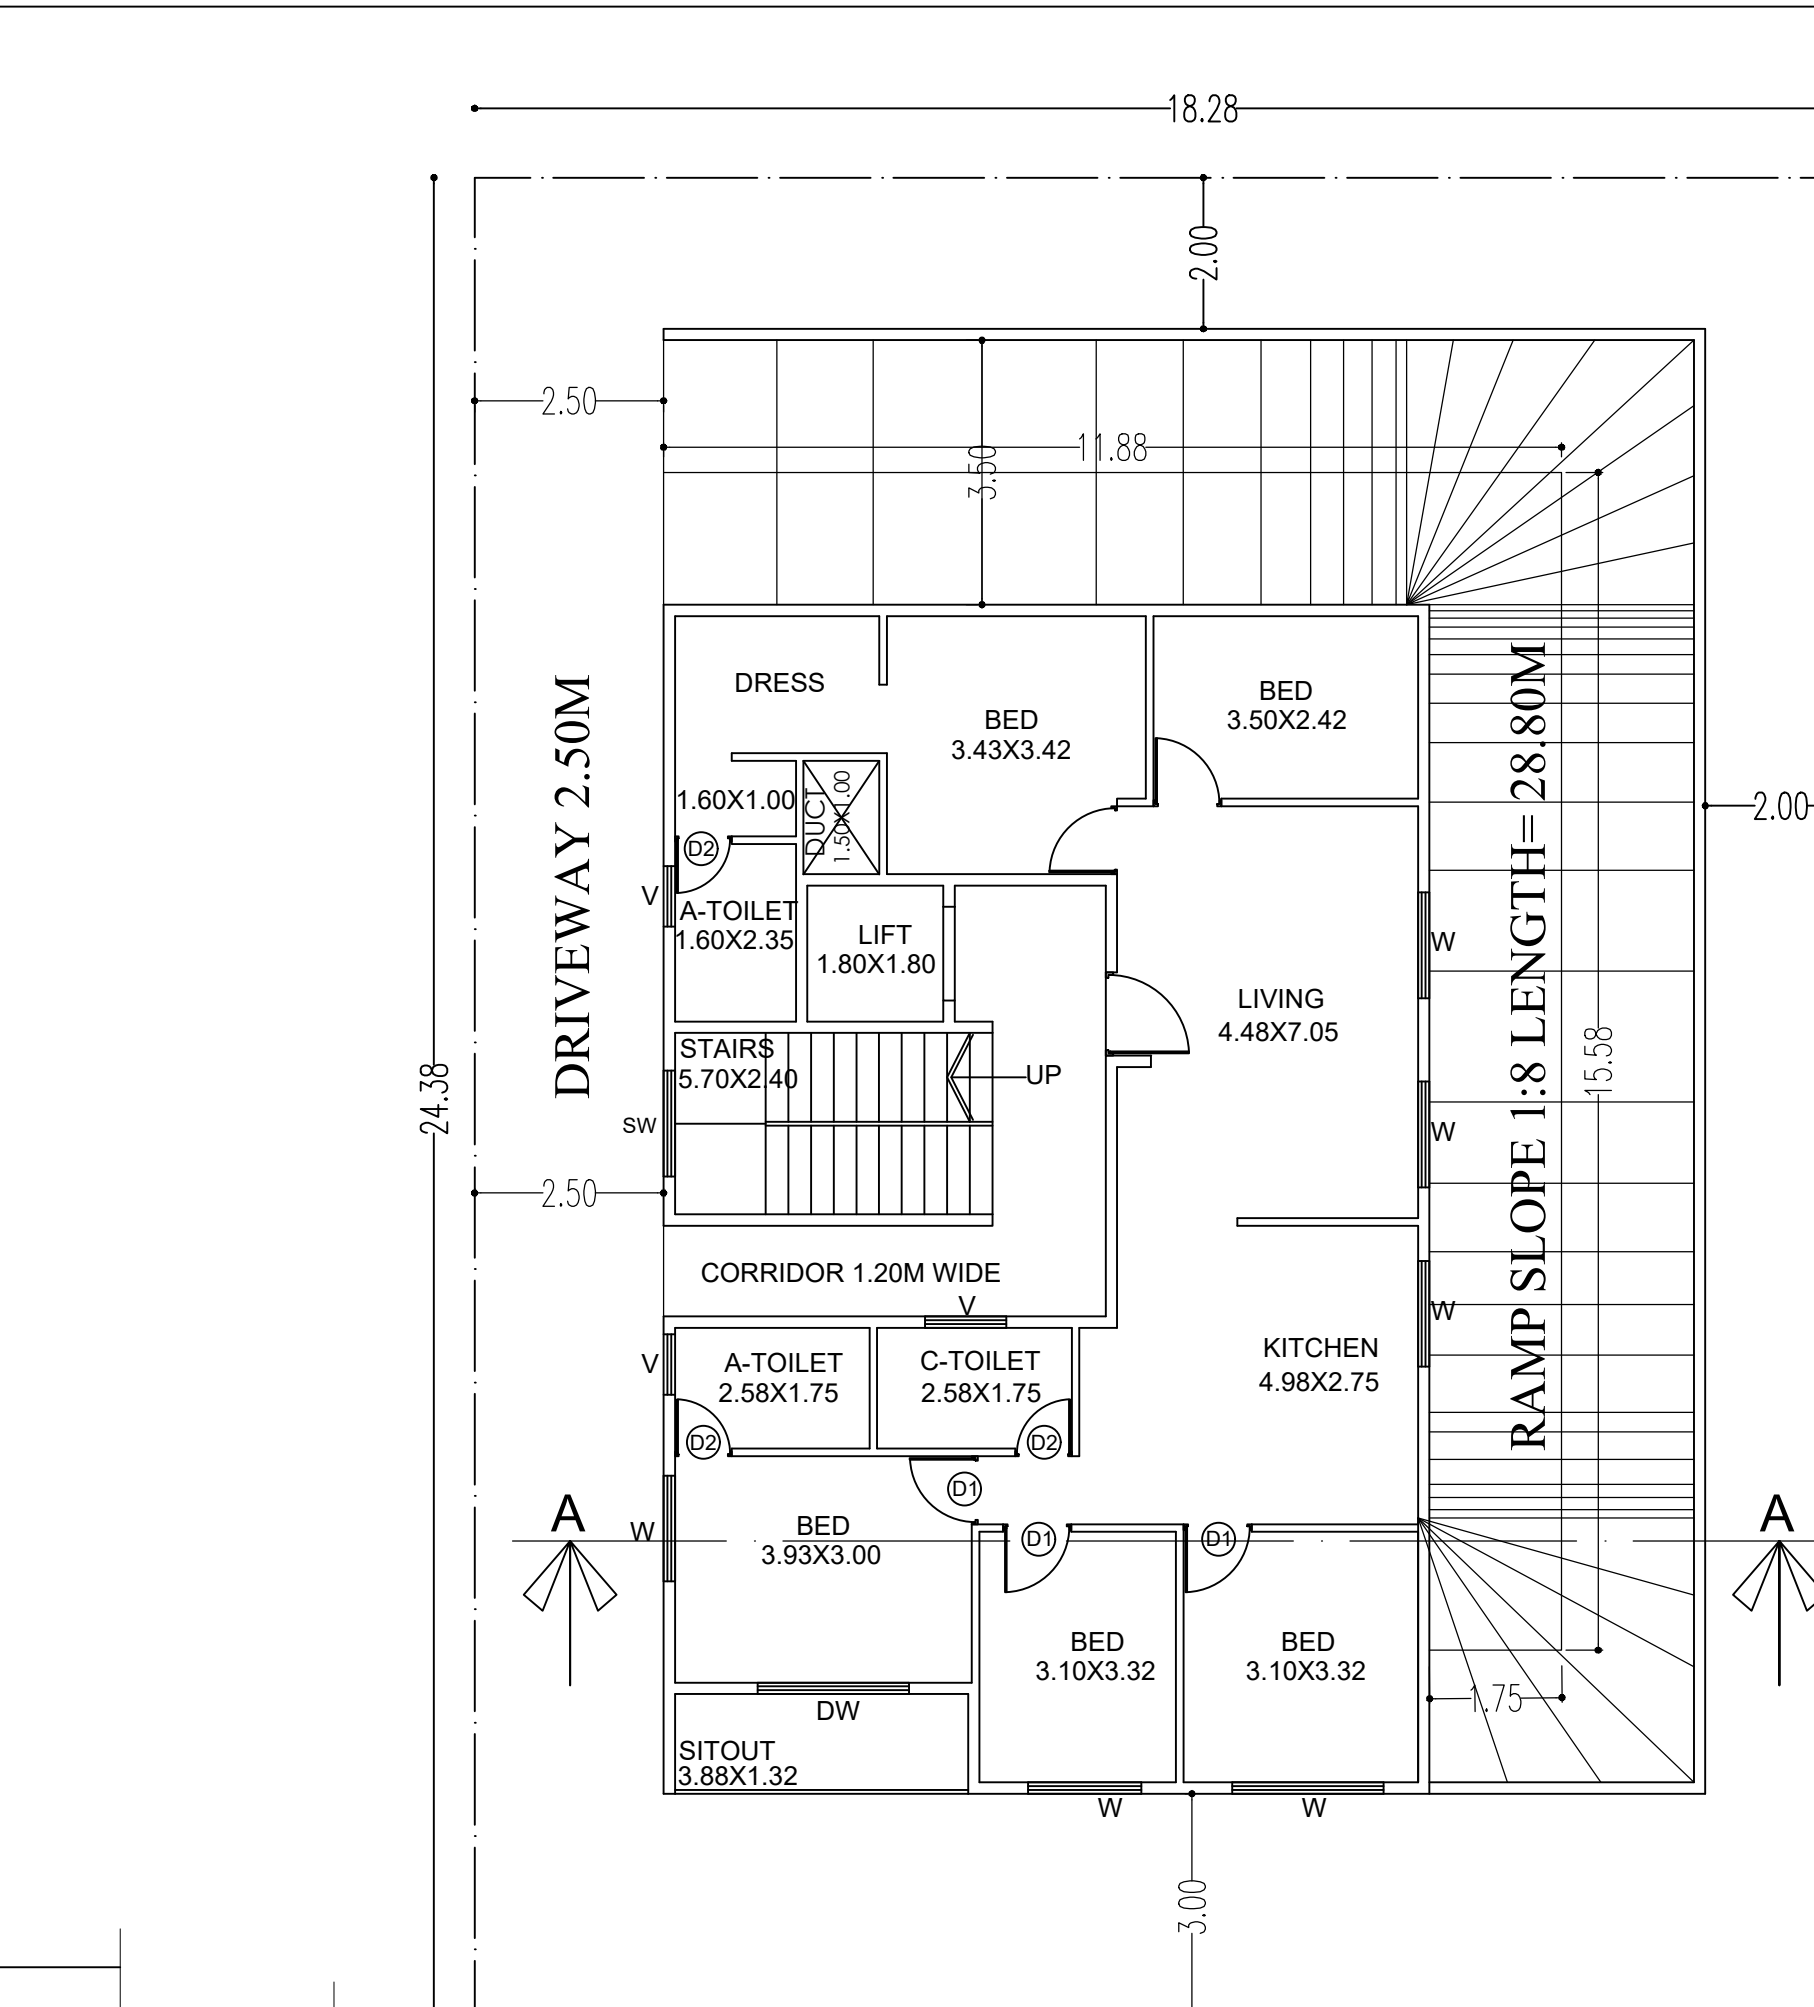 18.28
2.00
2.50
11.88
3.50
DRESS
BED
3.43X3.42
BED
3.50X2.42
DRIVEWAY 2.50M
1.60X1.00
DUCT
1.50X1.00
D2
V
A-TOILET
1.60X2.35
LIFT
1.80X1.80
LIVING
4.48X7.05
W
RAMP SLOPE 1:8 LENGTH= 28.80M
2.00
15.58
24.38
STAIRS
5.70X2.40
UP
SW
W
2.50
CORRIDOR 1.20M WIDE
V
W
V
A-TOILET
2.58X1.75
C-TOILET
2.58X1.75
KITCHEN
4.98X2.75
D2
D2
D1
A
A
W
BED
3.93X3.00
D1
D1
BED
3.10X3.32
BED
3.10X3.32
1.75
DW
SITOUT
3.88X1.32
W
W
3.00